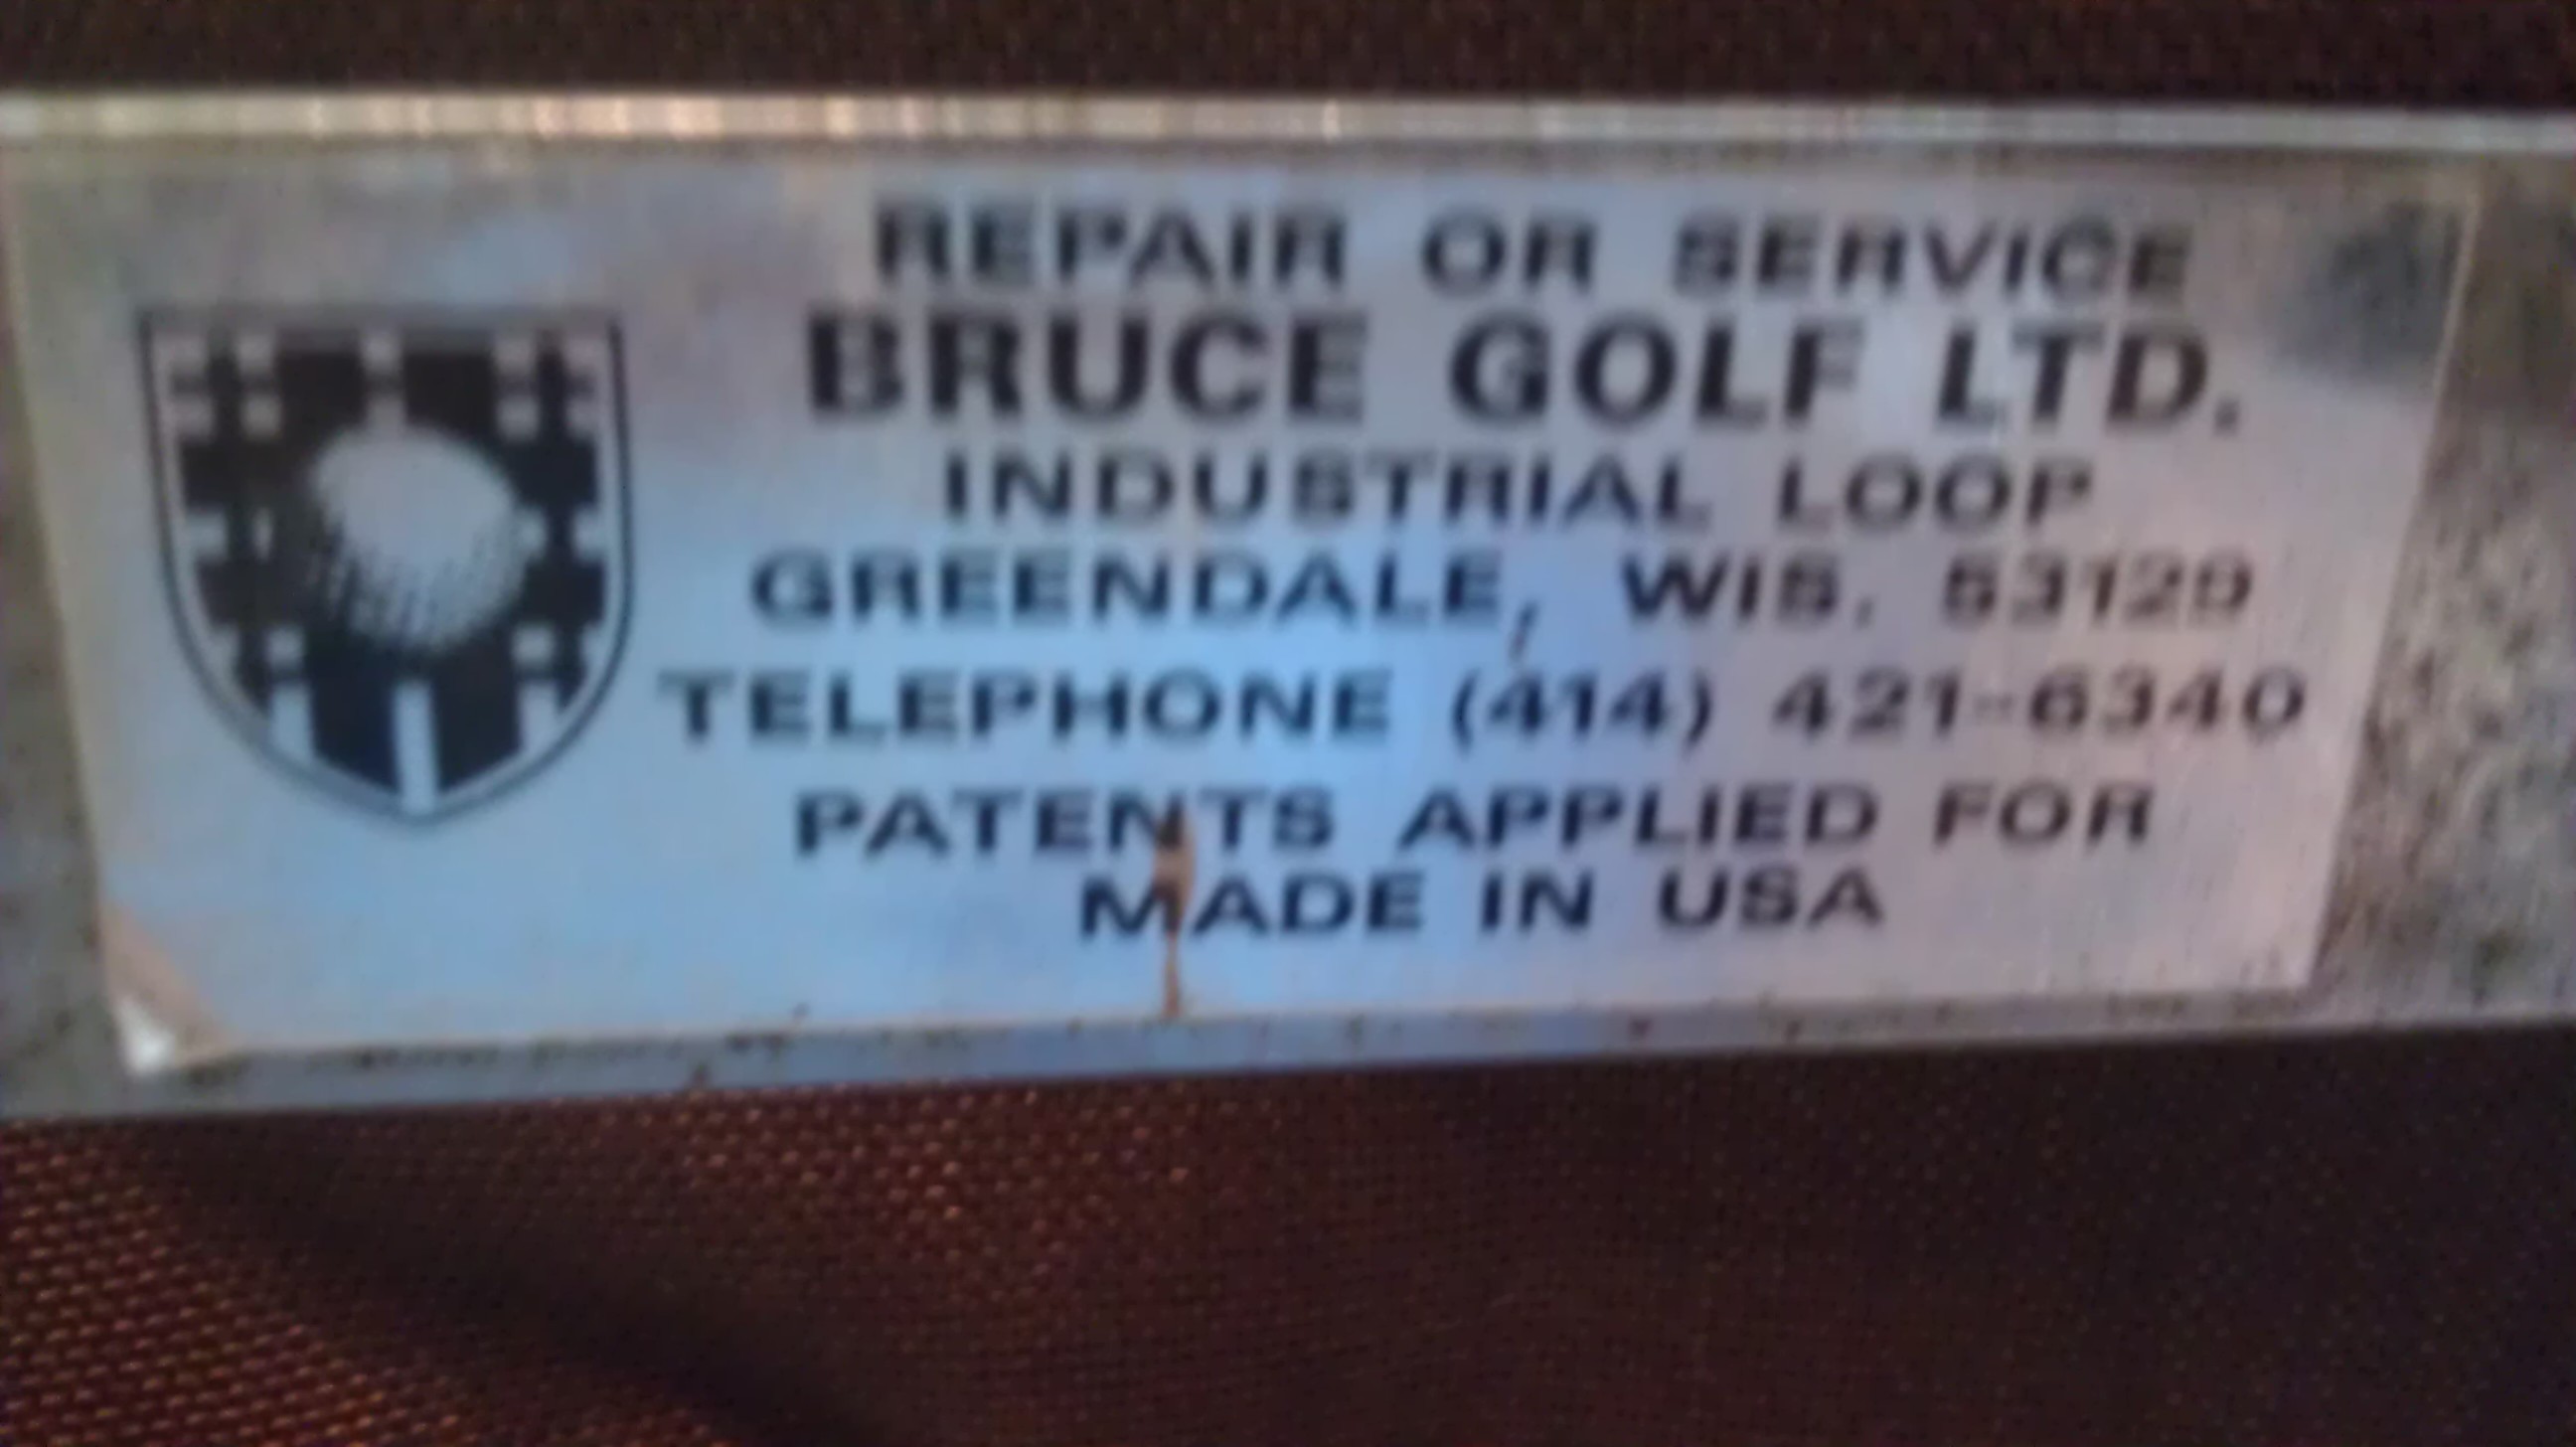 REPAIR OR SERVICE
BRUCE GOLF LTD.
INDUSTRIAL LOOP
GREENDALE, WIS. 53129
TELEPHONE (414) 421-6340
PATENTS APPLIED FOR
MADE IN USA